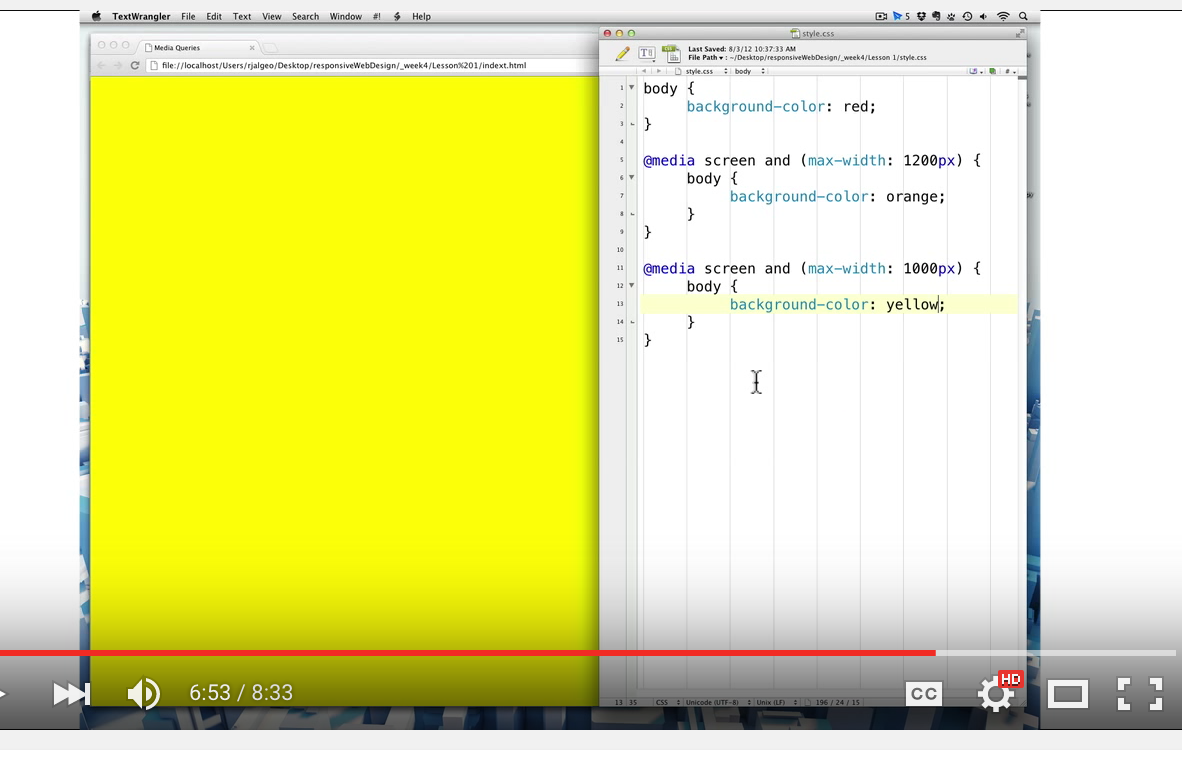 TextWrangler File Edit Text View Search Window #! Help
5
Media Queries
file://localhost/Users/rjalgeo/Desktop/responsiveWebDesign/_week4/Lesson%201/indext.html
style.css
Last Saved: 8/3/12 10:37:33 AM
File Path ▾ : ~/Desktop/responsiveWebDesign/_week4/Lesson 1/style.css
style.css body
1 body {
2 background-color: red;
3 }
4
5 @media screen and (max-width: 1200px) {
6 body {
7 background-color: orange;
8 }
9 }
10
11 @media screen and (max-width: 1000px) {
12 body {
13 background-color: yellow;
14 }
15 }
6:53 / 8:33
CC
HD
13 35 CSS Unicode (UTF-8) Unix (LF) 196 / 24 / 15